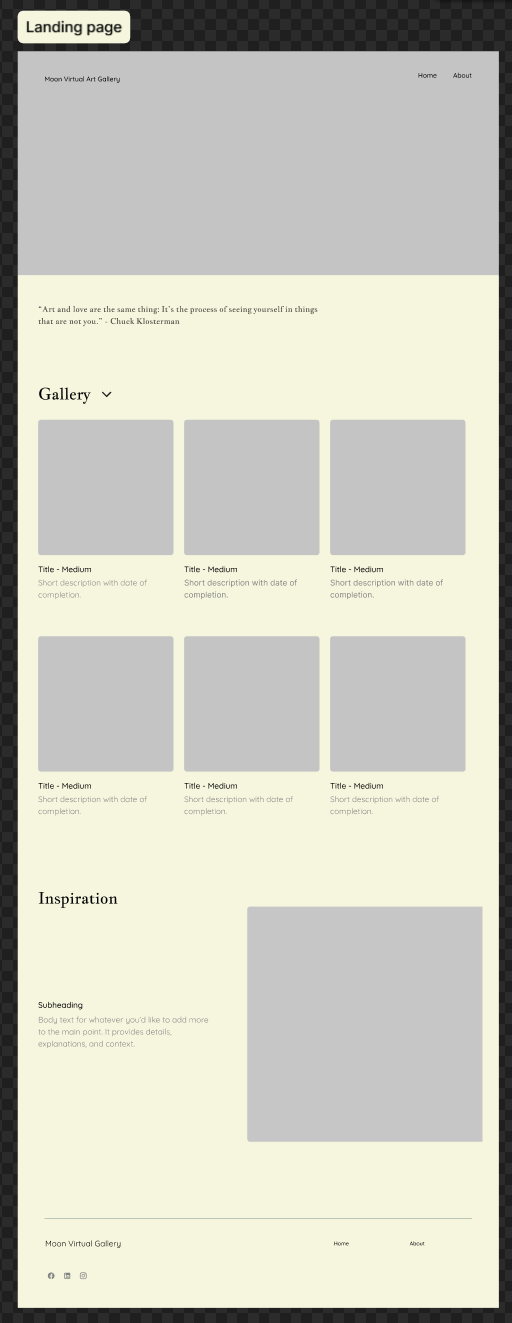 Landing page
Moon Virtual Art Gallery
Home
About
“Art and love are the same thing: It’s the process of seeing yourself in things
that are not you.” - Chuck Klosterman
Gallery
Title - Medium
Short description with date of
completion.
Title - Medium
Short description with date of
completion.
Title - Medium
Short description with date of
completion.
Title - Medium
Short description with date of
completion.
Title - Medium
Short description with date of
completion.
Title - Medium
Short description with date of
completion.
Inspiration
Subheading
Body text for whatever you’d like to add more
to the main point. It provides details,
explanations, and context.
Moon Virtual Gallery
Home
About